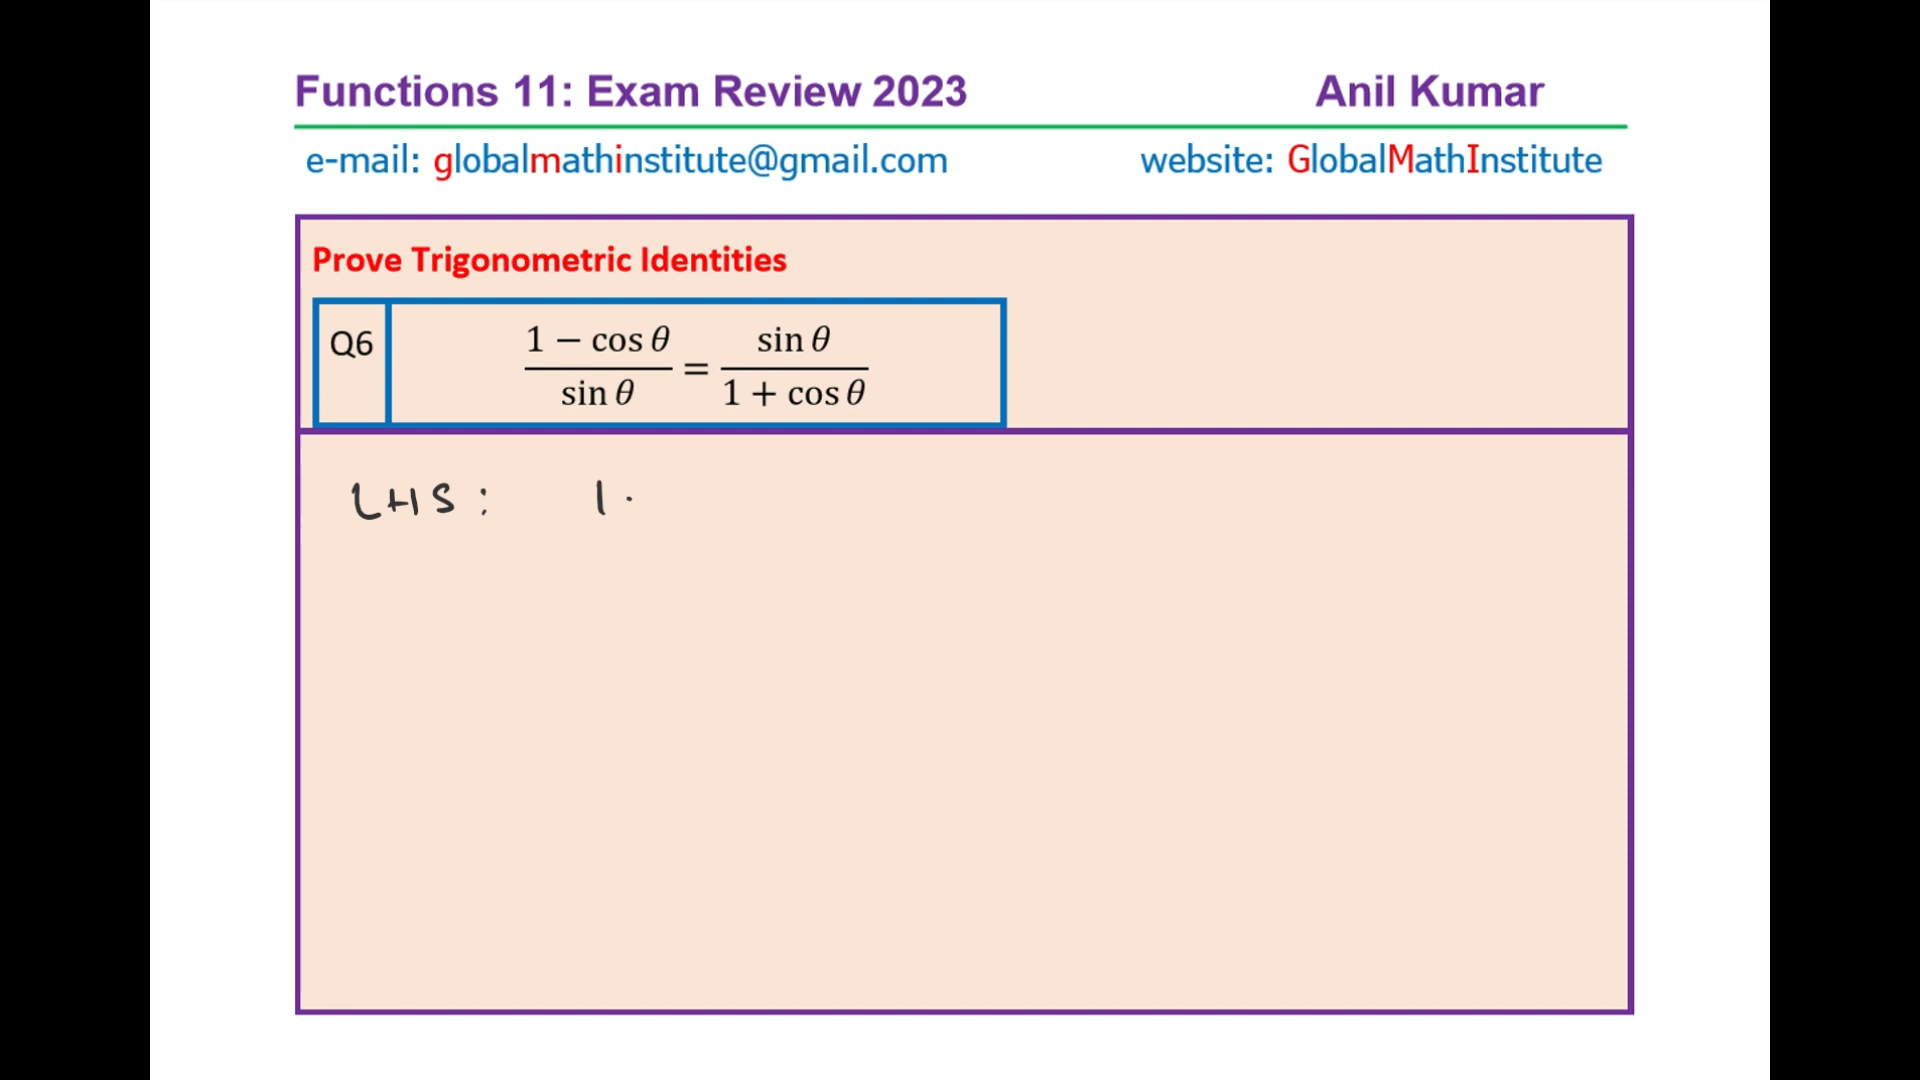 Functions 11: Exam Review 2023 Anil Kumar
e-mail: globalmathinstitute@gmail.com website: GlobalMathInstitute
Prove Trigonometric Identities
Q6 (1 − cos θ)/(sin θ) = (sin θ)/(1 + cos θ)
LHS : 1 ·